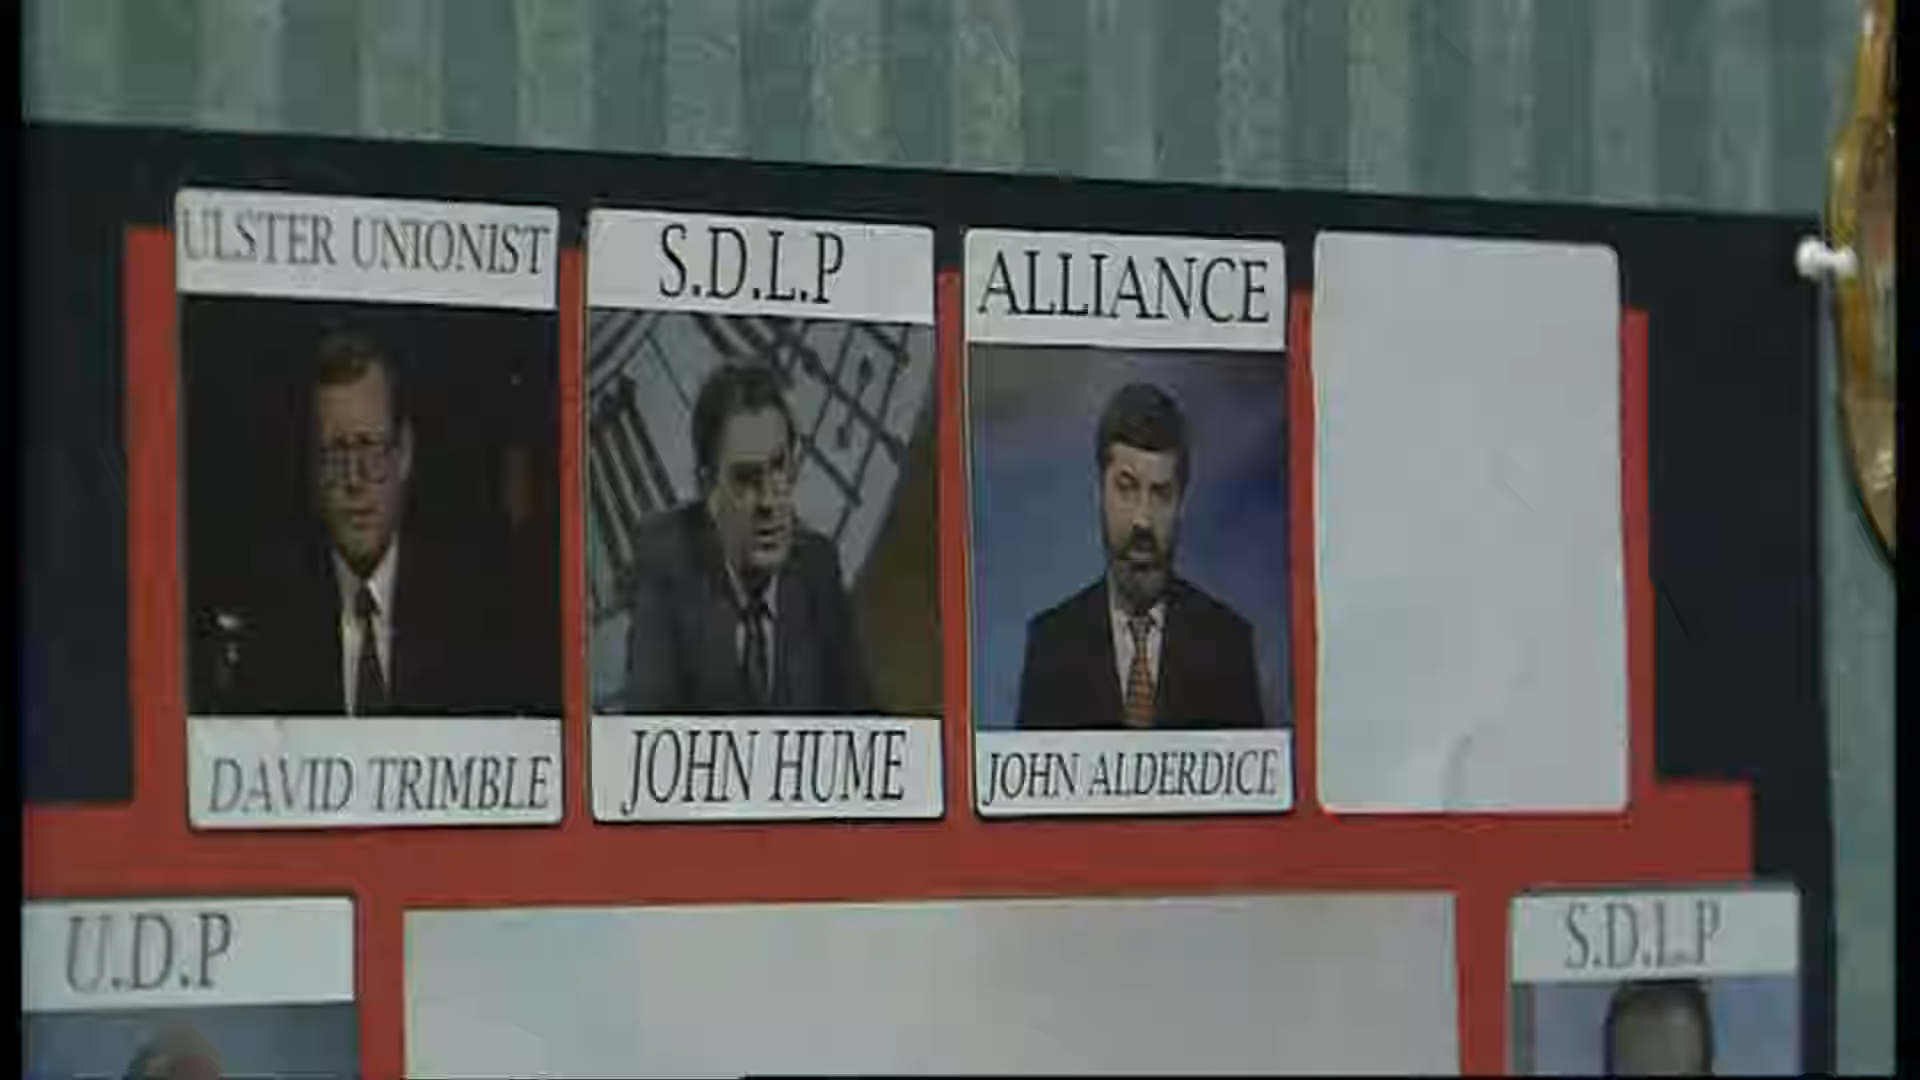 ULSTER UNIONIST
S.D.L.P
ALLIANCE
DAVID TRIMBLE
JOHN HUME
JOHN ALDERDICE
U.D.P
S.D.L.P